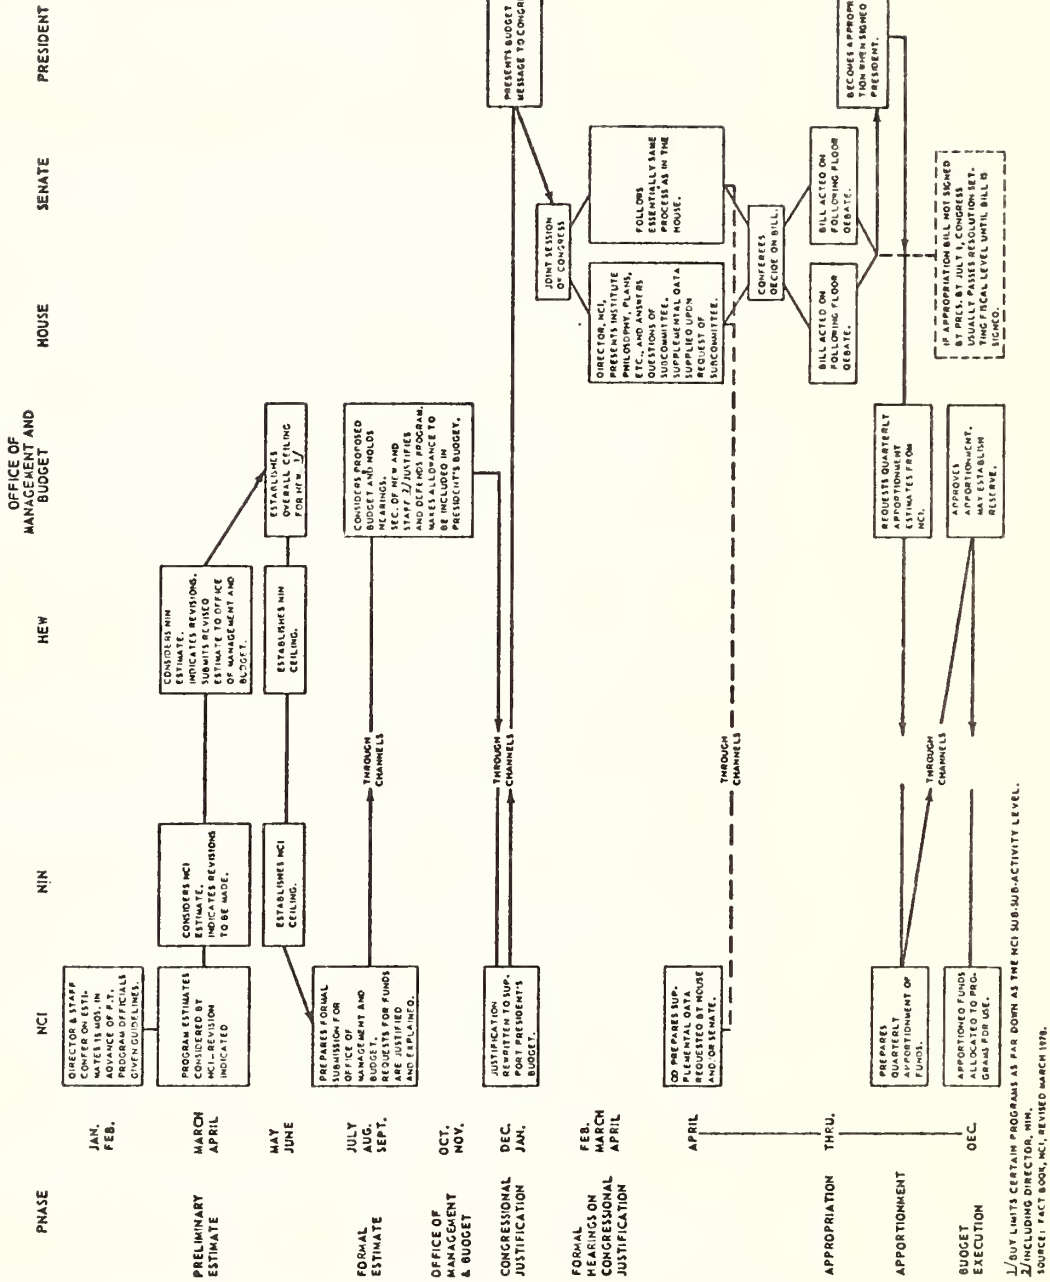 PHASE
NCI
NIH
HEW
OFFICE OF
MANAGEMENT AND
BUDGET
HOUSE
SENATE
PRESIDENT
PRELIMINARY
ESTIMATE
JAN.
FEB.
DIRECTOR & STAFF
CONFER ON ESTI-
MATES 18 MOS. IN
ADVANCE OF F.Y.
PROGRAM OFFICIALS
GIVEN GUIDELINES.
MARCH
APRIL
PROGRAM ESTIMATES
CONSIDERED BY
NCI-REVISION
INDICATED
CONSIDERS NCI
ESTIMATE.
INDICATES REVISIONS
TO BE MADE.
CONSIDERS NIH
ESTIMATE.
INDICATES REVISIONS.
SUBMITS REVISED
ESTIMATE TO OFFICE
OF MANAGEMENT AND
BUDGET.
MAY
JUNE
ESTABLISHES NCI
CEILING.
ESTABLISHES NIH
CEILING.
ESTABLISHES
OVERALL CEILING
FOR HEW. 1/
FORMAL
ESTIMATE
JULY
AUG.
SEPT.
PREPARES FORMAL
SUBMISSION FOR
OFFICE OF
MANAGEMENT AND
BUDGET.
REQUESTS FOR FUNDS
ARE JUSTIFIED
AND EXPLAINED.
THROUGH
CHANNELS
CONSIDERS PROPOSED
BUDGET AND HOLDS
HEARINGS.
SEC. OF HEW AND
STAFF 2/ JUSTIFIES
AND DEFENDS PROGRAM.
MAKES ALLOWANCE TO
BE INCLUDED IN
PRESIDENT'S BUDGET.
OFFICE OF
MANAGEMENT
& BUDGET
OCT.
NOV.
CONGRESSIONAL
JUSTIFICATION
DEC.
JAN.
JUSTIFICATION
REWRITTEN TO SUP-
PORT PRESIDENT'S
BUDGET.
THROUGH
CHANNELS
PRESENTS BUDGET
MESSAGE TO CONGRE
JOINT SESSION
OF CONGRESS
FORMAL
HEARINGS ON
CONGRESSIONAL
JUSTIFICATION
FEB.
MARCH
APRIL
DIRECTOR, NCI,
PRESENTS INSTITUTE
PHILOSOPHY, PLANS,
ETC., AND ANSWERS
QUESTIONS OF
SUBCOMMITTEE.
SUPPLEMENTAL DATA
SUPPLIED UPON
REQUEST OF
SUBCOMMITTEE.
FOLLOWS
ESSENTIALLY SAME
PROCESS AS IN THE
HOUSE.
APRIL
PREPARES SUP-
PLEMENTAL DATA
REQUESTED BY HOUSE
AND/OR SENATE.
THROUGH
CHANNELS
CONFEREES
DECIDE ON BILL.
APPROPRIATION
THRU.
BILL ACTED ON
FOLLOWING FLOOR
DEBATE.
BILL ACTED ON
FOLLOWING FLOOR
DEBATE.
BECOMES APPROPR
TION WHEN SIGNED
PRESIDENT.
APPORTIONMENT
PREPARES
QUARTERLY
APPORTIONMENT OF
FUNDS.
THROUGH
CHANNELS
REQUESTS QUARTERLY
APPORTIONMENT
ESTIMATES FROM
NCI.
IF APPROPRIATION BILL NOT SIGNED
BY PRES. BY JULY 1, CONGRESS
USUALLY PASSES RESOLUTION SET-
TING FISCAL LEVEL UNTIL BILL IS
SIGNED.
BUDGET
EXECUTION
DEC.
APPORTIONED FUNDS
ALLOCATED TO PRO-
GRAMS FOR USE.
APPROVES
APPORTIONMENT.
MAY ESTABLISH
RESERVE.
1/ BUY LIMITS CERTAIN PROGRAMS AS FAR DOWN AS THE NCI SUB-SUB-ACTIVITY LEVEL.
2/ INCLUDING DIRECTOR, NIH.
SOURCE: FACT BOOK, NCI, REVISED MARCH 1970.